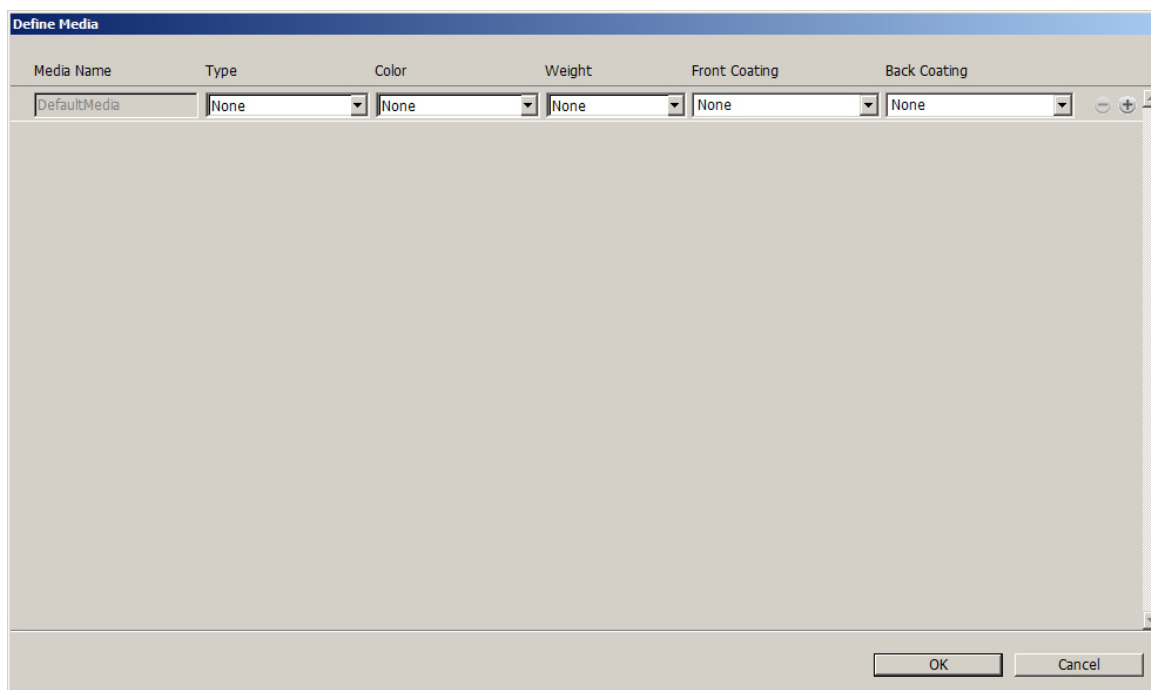 Define Media
Media Name Type Color Weight Front Coating Back Coating
DefaultMedia None None None None None
OK Cancel